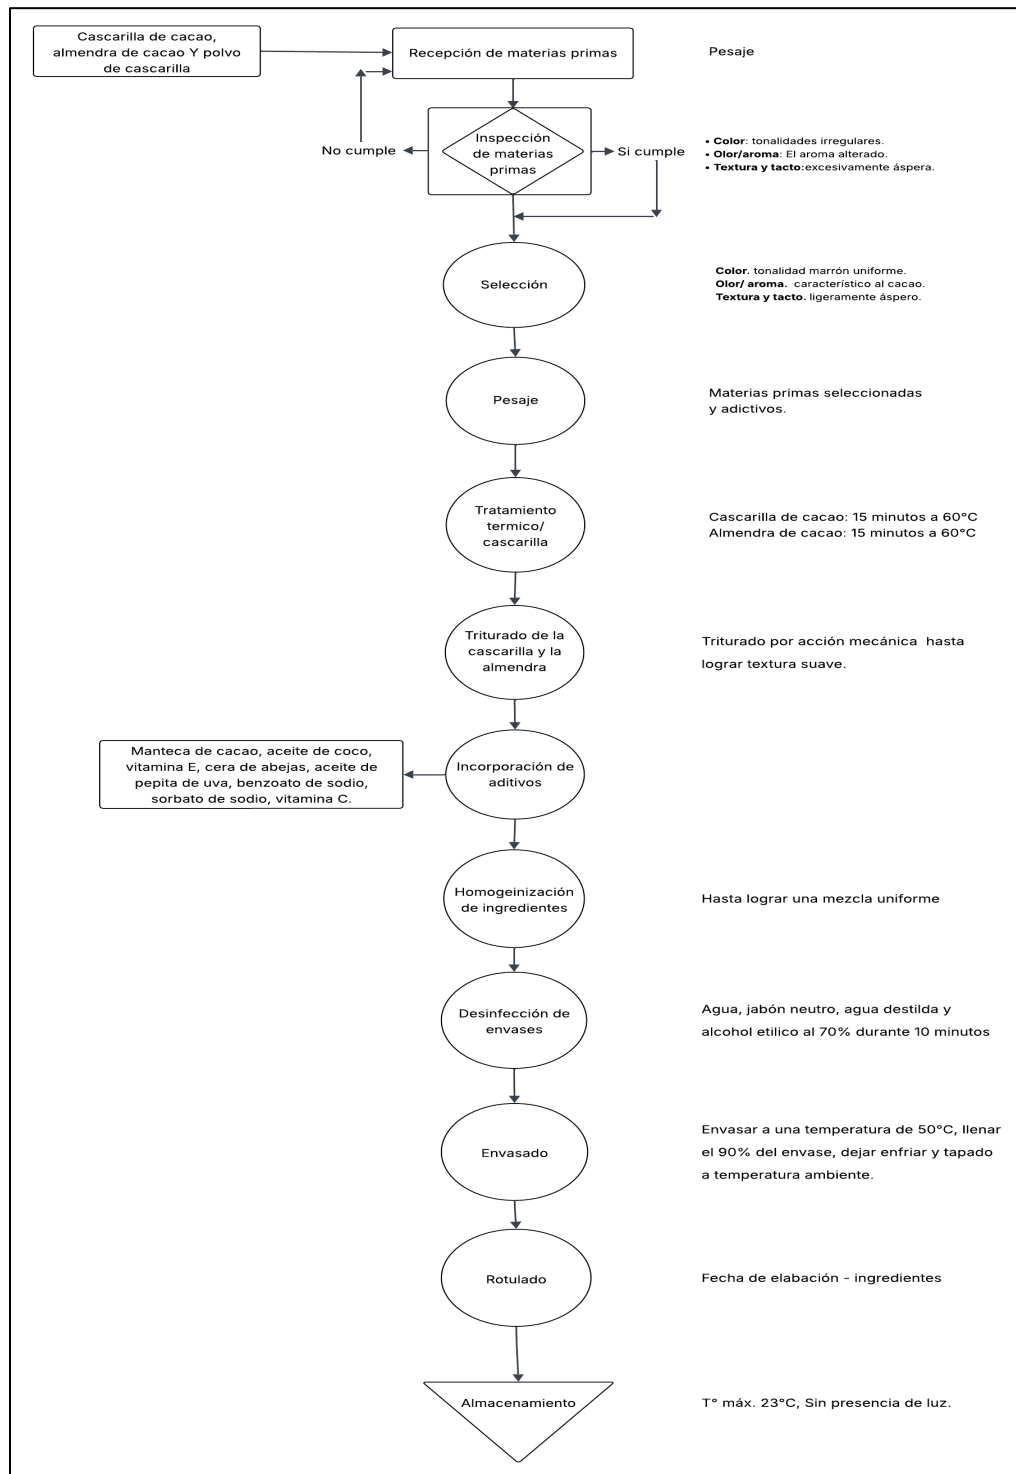 Cascarilla de cacao,
almendra de cacao Y polvo
de cascarilla
Recepción de materias primas
Pesaje
Inspección
de materias
primas
No cumple
Si cumple
• Color: tonalidades irregulares.
• Olor/aroma: El aroma alterado.
• Textura y tacto:excesivamente áspera.
Selección
Color. tonalidad marrón uniforme.
Olor/ aroma. característico al cacao.
Textura y tacto. ligeramente áspero.
Pesaje
Materias primas seleccionadas
y adictivos.
Tratamiento
termico/
cascarilla
Cascarilla de cacao: 15 minutos a 60°C
Almendra de cacao: 15 minutos a 60°C
Triturado de la
cascarilla y la
almendra
Triturado por acción mecánica hasta
lograr textura suave.
Manteca de cacao, aceite de coco,
vitamina E, cera de abejas, aceite de
pepita de uva, benzoato de sodio,
sorbato de sodio, vitamina C.
Incorporación de
aditivos
Homogeinización
de ingredientes
Hasta lograr una mezcla uniforme
Desinfección de
envases
Agua, jabón neutro, agua destilda y
alcohol etilico al 70% durante 10 minutos
Envasado
Envasar a una temperatura de 50°C, llenar
el 90% del envase, dejar enfriar y tapado
a temperatura ambiente.
Rotulado
Fecha de elabación - ingredientes
Almacenamiento
T° máx. 23°C, Sin presencia de luz.